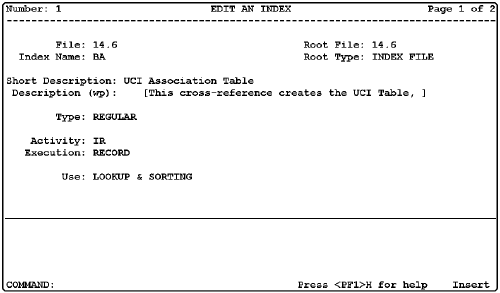 Number: 1 EDIT AN INDEX Page 1 of 2
File: 14.6 Root File: 14.6
Index Name: BA Root Type: INDEX FILE
Short Description: UCI Association Table
Description (wp): [This cross-reference creates the UCI Table, ]
Type: REGULAR
Activity: IR
Execution: RECORD
Use: LOOKUP & SORTING
COMMAND: Press <PF1>H for help Insert